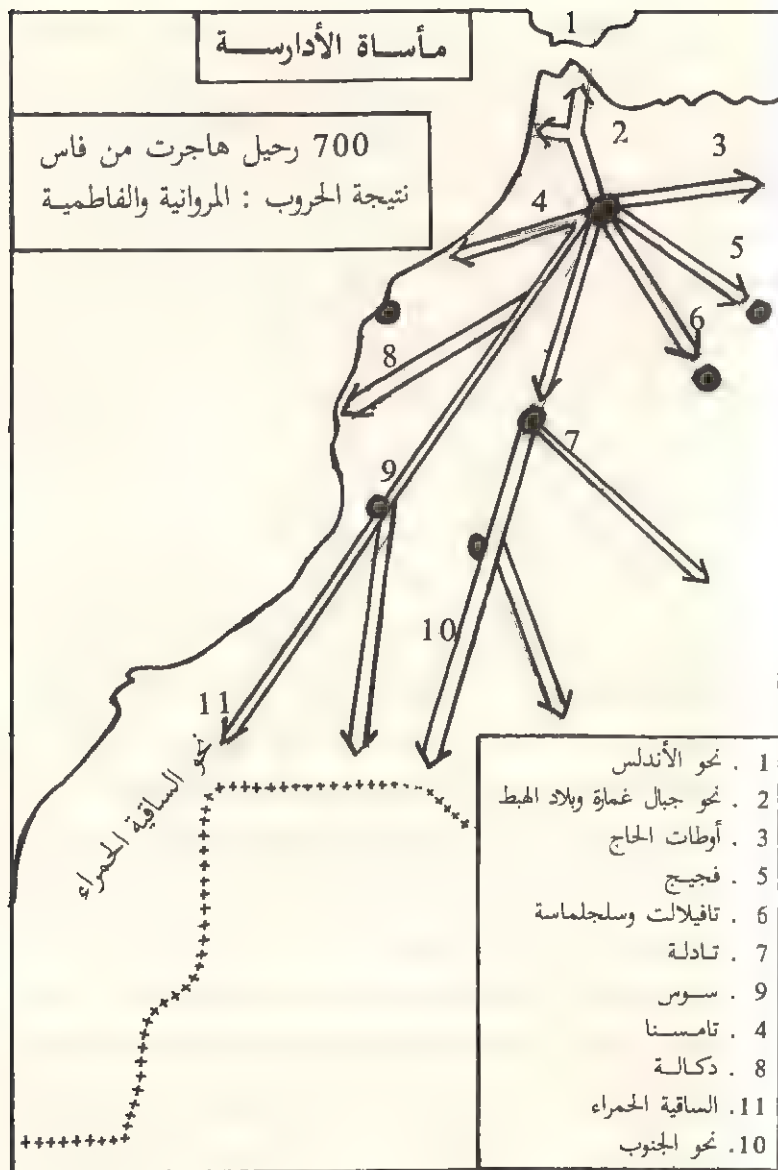 مأساة الأدارسة
700 رحيل هاجرت من فاس
نتيجة الحروب : المروانية والفاطمية
1
2
3
4
5
6
8
7
9
10
11
نحو الساقية الحمراء
1 . نحو الأندلس
2 . نحو جبال غمارة وبلاد الهبط
3 . أوطات الحاج
5 . فجيج
6 . تافيلالت وسلجلماسة
7 . تادلة
9 . سوس
4 . تامسنا
8 . دكالة
11. الساقية الحمراء
10. نحو الجنوب